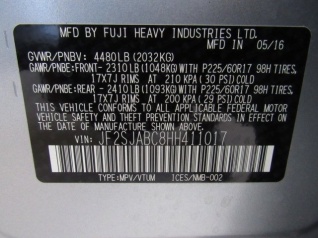 MFD BY FUJI HEAVY INDUSTRIES LTD.
MFD IN 05/16
GVWR/PNBV: 4480LB (2032KG)
GAWR/PNBE:FRONT- 2310LB (1048KG) WITH P225/60R17 98H TIRES,
17X7J RIMS AT 210 KPA (30 PSI) COLD
GAWR/PNBE:REAR - 2410LB (1093KG) WITH P225/60R17 98H TIRES,
17X7J RIMS AT 200 KPA (29 PSI) COLD
THIS VEHICLE CONFORMS TO ALL APPLICABLE FEDERAL MOTOR
VEHICLE SAFETY, BUMPER, AND THEFT PREVENTION STANDARDS
IN EFFECT ON THE DATE OF MANUFACTURE SHOWN ABOVE.
VIN: JF2SJABC8HH411017
TYPE:MPV/VTUM ICES/NMB-002